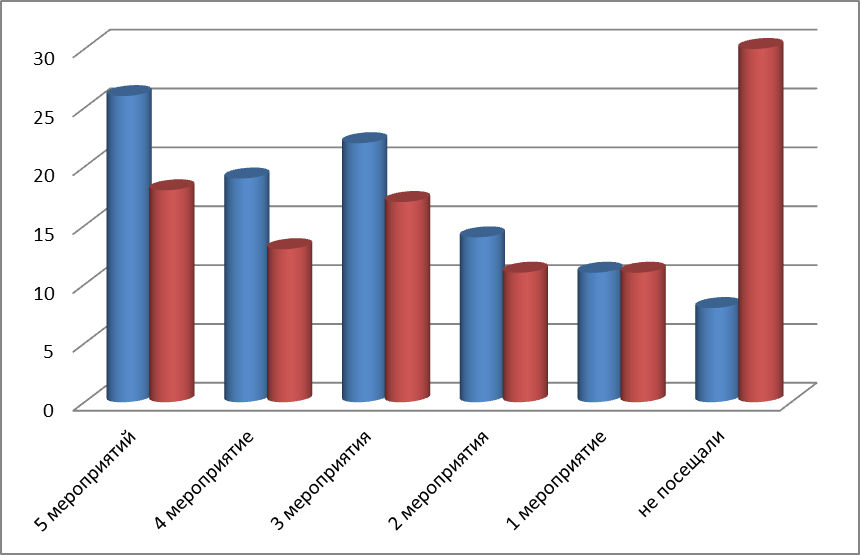 30
25
20
15
10
5
0
5 мероприятий
4 мероприятие
3 мероприятия
2 мероприятия
1 мероприятие
не посещали